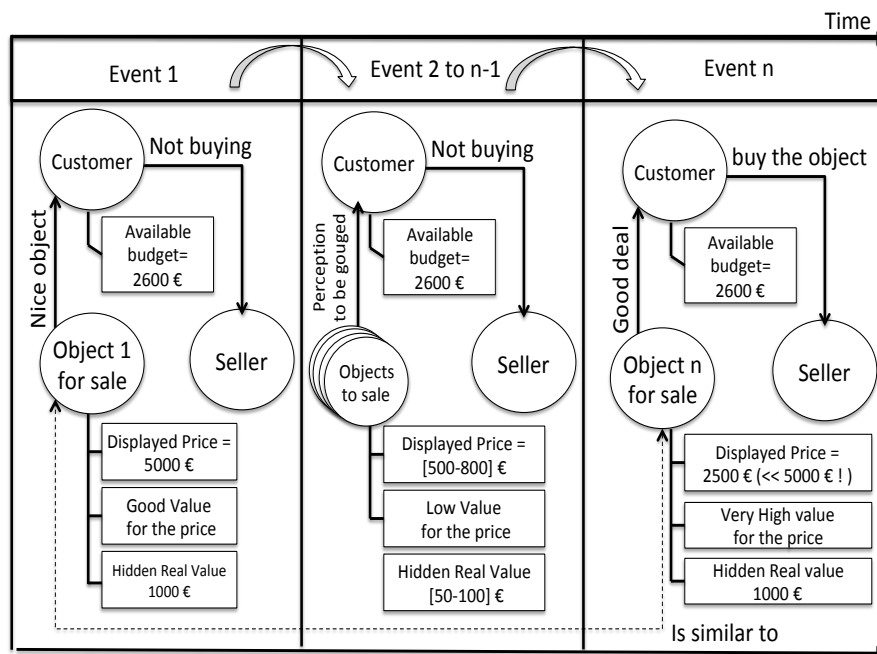 Time
Event 1
Event 2 to n-1
Event n
Customer
Not buying
Available
budget=
2600 €
Nice object
Object 1
for sale
Seller
Displayed Price =
5000 €
Good Value
for the price
Hidden Real Value
1000 €
Customer
Not buying
Available
budget=
2600 €
Perception
to be gouged
Objects
to sale
Seller
Displayed Price =
[500-800] €
Low Value
for the price
Hidden Real Value
[50-100] €
Customer
buy the object
Available
budget=
2600 €
Good deal
Object n
for sale
Seller
Displayed Price =
2500 € (<< 5000 € ! )
Very High value
for the price
Hidden Real value
1000 €
Is similar to